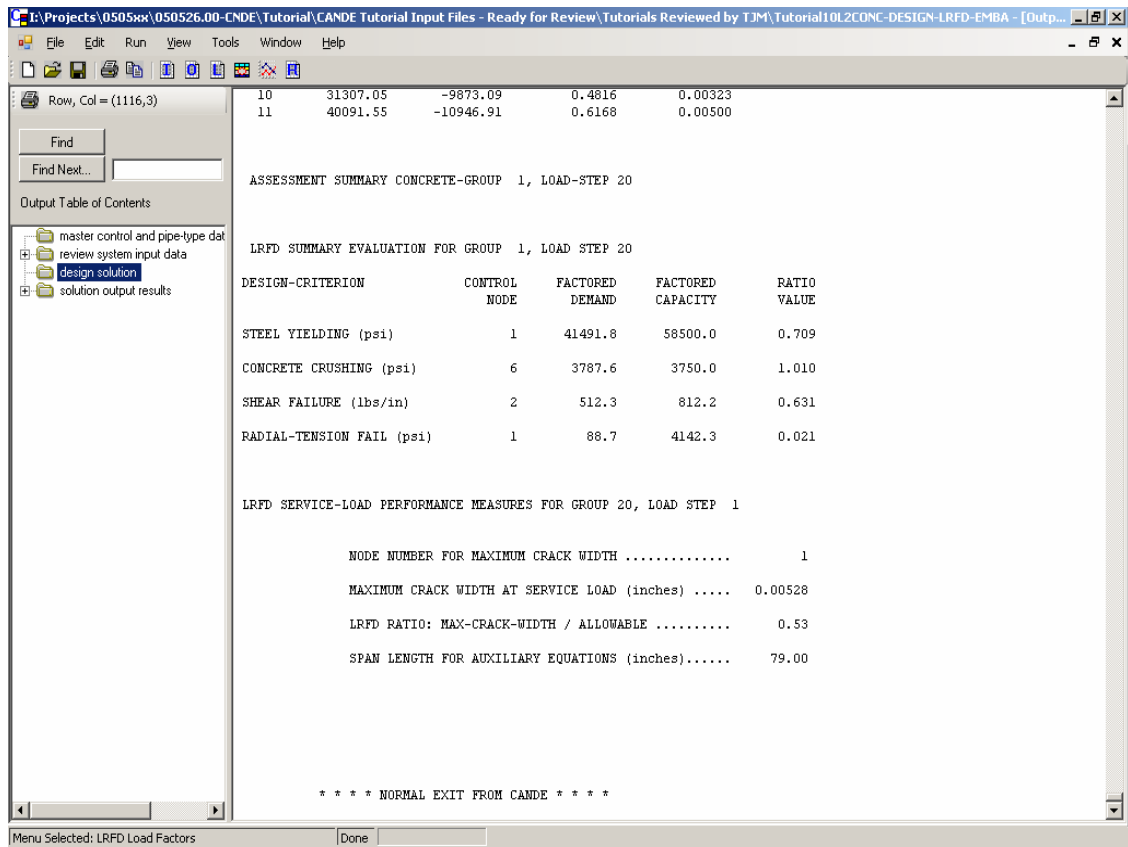 I:\Projects\0505xx\050526.00-CNDE\Tutorial\CANDE Tutorial Input Files - Ready for Review\Tutorials Reviewed by TJM\Tutorial10L2CONC-DESIGN-LRFD-EMBA - [Outp...
File Edit Run View Tools Window Help
Row, Col = (1116,3)
Find
Find Next...
Output Table of Contents
master control and pipe-type dat
review system input data
design solution
solution output results
10 31307.05 -9873.09 0.4816 0.00323
11 40091.55 -10946.91 0.6168 0.00500
ASSESSMENT SUMMARY CONCRETE-GROUP 1, LOAD-STEP 20
LRFD SUMMARY EVALUATION FOR GROUP 1, LOAD STEP 20
DESIGN-CRITERION CONTROL FACTORED FACTORED RATIO
NODE DEMAND CAPACITY VALUE
STEEL YIELDING (psi) 1 41491.8 58500.0 0.709
CONCRETE CRUSHING (psi) 6 3787.6 3750.0 1.010
SHEAR FAILURE (lbs/in) 2 512.3 812.2 0.631
RADIAL-TENSION FAIL (psi) 1 88.7 4142.3 0.021
LRFD SERVICE-LOAD PERFORMANCE MEASURES FOR GROUP 20, LOAD STEP 1
NODE NUMBER FOR MAXIMUM CRACK WIDTH .............. 1
MAXIMUM CRACK WIDTH AT SERVICE LOAD (inches) ..... 0.00528
LRFD RATIO: MAX-CRACK-WIDTH / ALLOWABLE .......... 0.53
SPAN LENGTH FOR AUXILIARY EQUATIONS (inches)...... 79.00
* * * * NORMAL EXIT FROM CANDE * * * *
Menu Selected: LRFD Load Factors Done